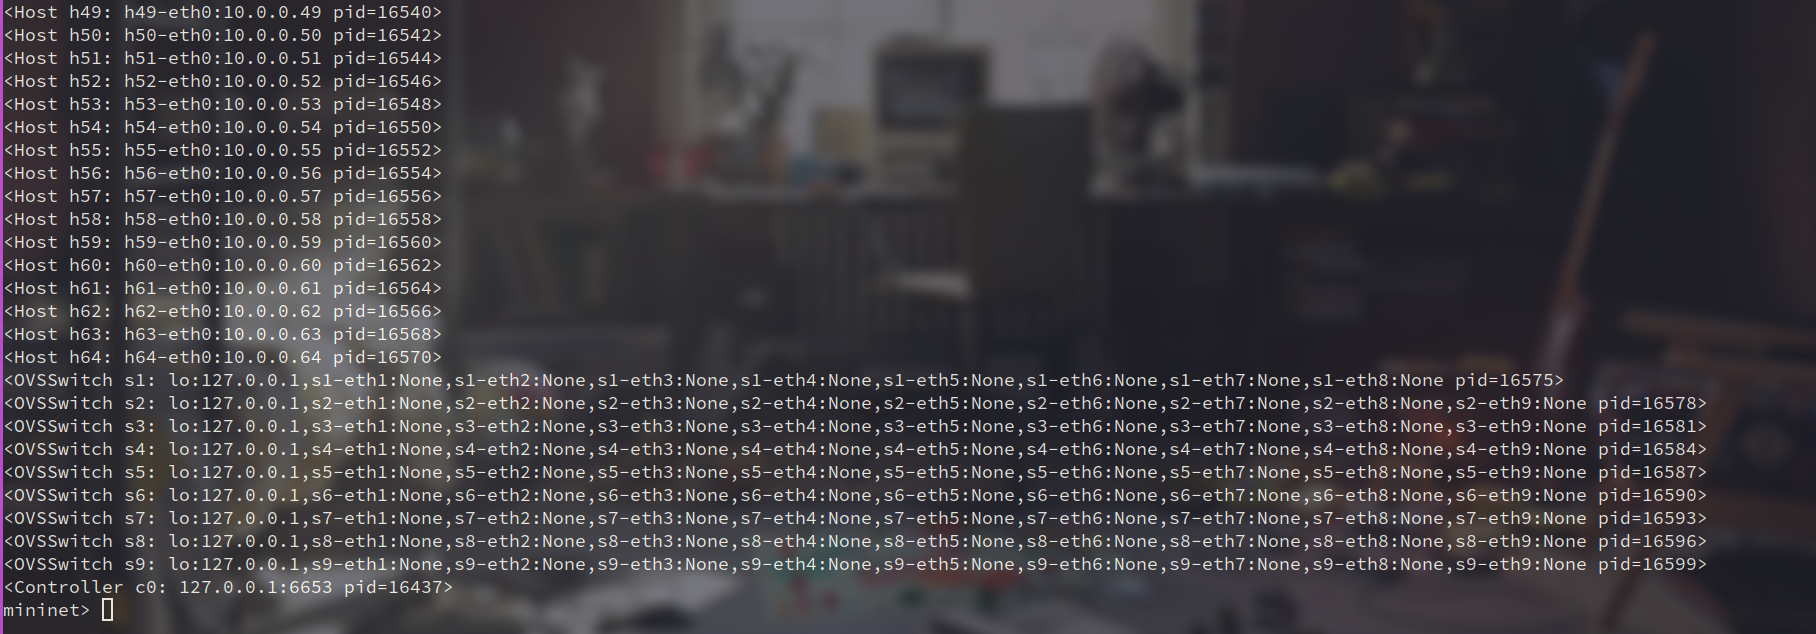 <Host h49: h49-eth0:10.0.0.49 pid=16540>
<Host h50: h50-eth0:10.0.0.50 pid=16542>
<Host h51: h51-eth0:10.0.0.51 pid=16544>
<Host h52: h52-eth0:10.0.0.52 pid=16546>
<Host h53: h53-eth0:10.0.0.53 pid=16548>
<Host h54: h54-eth0:10.0.0.54 pid=16550>
<Host h55: h55-eth0:10.0.0.55 pid=16552>
<Host h56: h56-eth0:10.0.0.56 pid=16554>
<Host h57: h57-eth0:10.0.0.57 pid=16556>
<Host h58: h58-eth0:10.0.0.58 pid=16558>
<Host h59: h59-eth0:10.0.0.59 pid=16560>
<Host h60: h60-eth0:10.0.0.60 pid=16562>
<Host h61: h61-eth0:10.0.0.61 pid=16564>
<Host h62: h62-eth0:10.0.0.62 pid=16566>
<Host h63: h63-eth0:10.0.0.63 pid=16568>
<Host h64: h64-eth0:10.0.0.64 pid=16570>
<OVSSwitch s1: lo:127.0.0.1,s1-eth1:None,s1-eth2:None,s1-eth3:None,s1-eth4:None,s1-eth5:None,s1-eth6:None,s1-eth7:None,s1-eth8:None pid=16575>
<OVSSwitch s2: lo:127.0.0.1,s2-eth1:None,s2-eth2:None,s2-eth3:None,s2-eth4:None,s2-eth5:None,s2-eth6:None,s2-eth7:None,s2-eth8:None,s2-eth9:None pid=16578>
<OVSSwitch s3: lo:127.0.0.1,s3-eth1:None,s3-eth2:None,s3-eth3:None,s3-eth4:None,s3-eth5:None,s3-eth6:None,s3-eth7:None,s3-eth8:None,s3-eth9:None pid=16581>
<OVSSwitch s4: lo:127.0.0.1,s4-eth1:None,s4-eth2:None,s4-eth3:None,s4-eth4:None,s4-eth5:None,s4-eth6:None,s4-eth7:None,s4-eth8:None,s4-eth9:None pid=16584>
<OVSSwitch s5: lo:127.0.0.1,s5-eth1:None,s5-eth2:None,s5-eth3:None,s5-eth4:None,s5-eth5:None,s5-eth6:None,s5-eth7:None,s5-eth8:None,s5-eth9:None pid=16587>
<OVSSwitch s6: lo:127.0.0.1,s6-eth1:None,s6-eth2:None,s6-eth3:None,s6-eth4:None,s6-eth5:None,s6-eth6:None,s6-eth7:None,s6-eth8:None,s6-eth9:None pid=16590>
<OVSSwitch s7: lo:127.0.0.1,s7-eth1:None,s7-eth2:None,s7-eth3:None,s7-eth4:None,s7-eth5:None,s7-eth6:None,s7-eth7:None,s7-eth8:None,s7-eth9:None pid=16593>
<OVSSwitch s8: lo:127.0.0.1,s8-eth1:None,s8-eth2:None,s8-eth3:None,s8-eth4:None,s8-eth5:None,s8-eth6:None,s8-eth7:None,s8-eth8:None,s8-eth9:None pid=16596>
<OVSSwitch s9: lo:127.0.0.1,s9-eth1:None,s9-eth2:None,s9-eth3:None,s9-eth4:None,s9-eth5:None,s9-eth6:None,s9-eth7:None,s9-eth8:None,s9-eth9:None pid=16599>
<Controller c0: 127.0.0.1:6653 pid=16437>
mininet>